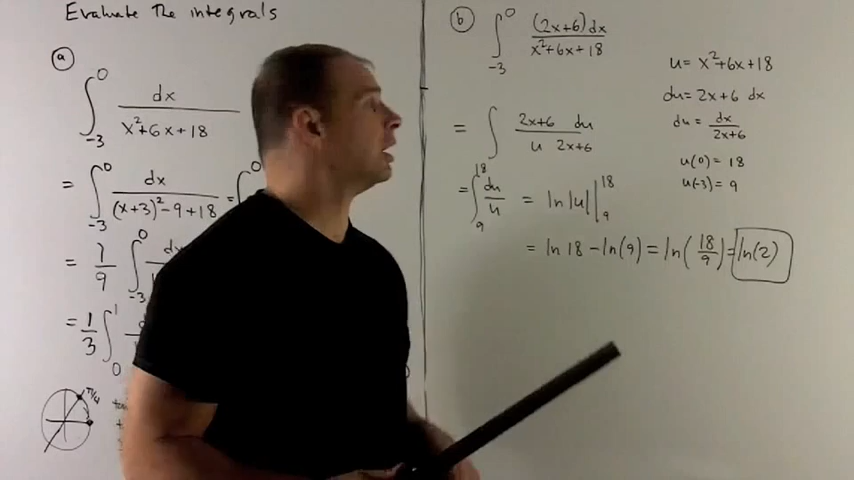 Evaluate The integrals
a
∫_{-3}^{0} dx / (x²+6x+18)
= ∫_{-3}^{0} dx / ((x+3)²-9+18) = ∫^{0}
= 1/9 ∫_{-3}^{0} dx
= 1/3 ∫_{0}^{1}
π/4
b
∫_{-3}^{0} (2x+6)dx / (x²+6x+18)
u = x²+6x+18
du = 2x+6 dx
du = dx / (2x+6)
u(0) = 18
u(-3) = 9
= ∫ (2x+6)/u du/(2x+6)
= ∫_{9}^{18} du/u = ln|u| |_{9}^{18}
= ln 18 - ln(9) = ln(18/9) = ln(2)